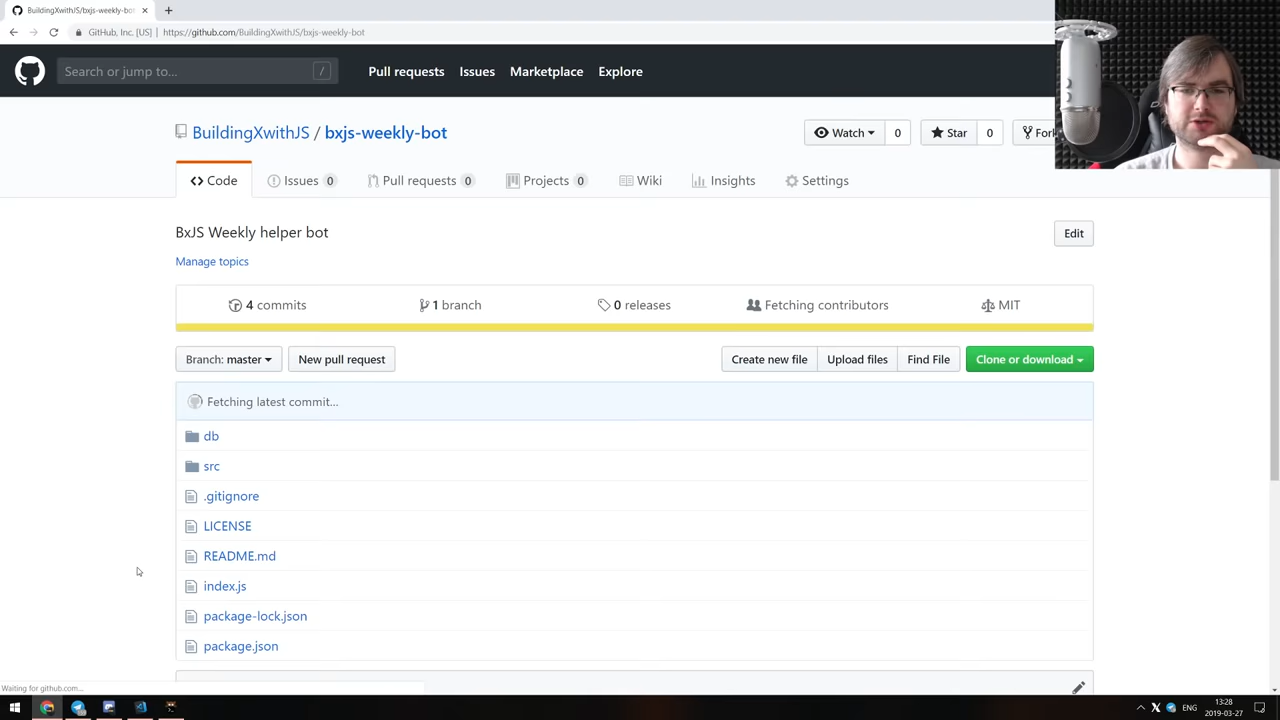 BuildingXwithJS/bxjs-weekly-bot
GitHub, Inc. [US] | https://github.com/BuildingXwithJS/bxjs-weekly-bot
Search or jump to... /
Pull requests Issues Marketplace Explore
BuildingXwithJS / bxjs-weekly-bot
Watch 0 Star 0 Fork
Code Issues 0 Pull requests 0 Projects 0 Wiki Insights Settings
BxJS Weekly helper bot Edit
Manage topics
4 commits 1 branch 0 releases Fetching contributors MIT
Branch: master New pull request Create new file Upload files Find File Clone or download
Fetching latest commit...
db
src
.gitignore
LICENSE
README.md
index.js
package-lock.json
package.json
Waiting for github.com...
ENG 13:28
2019-03-27